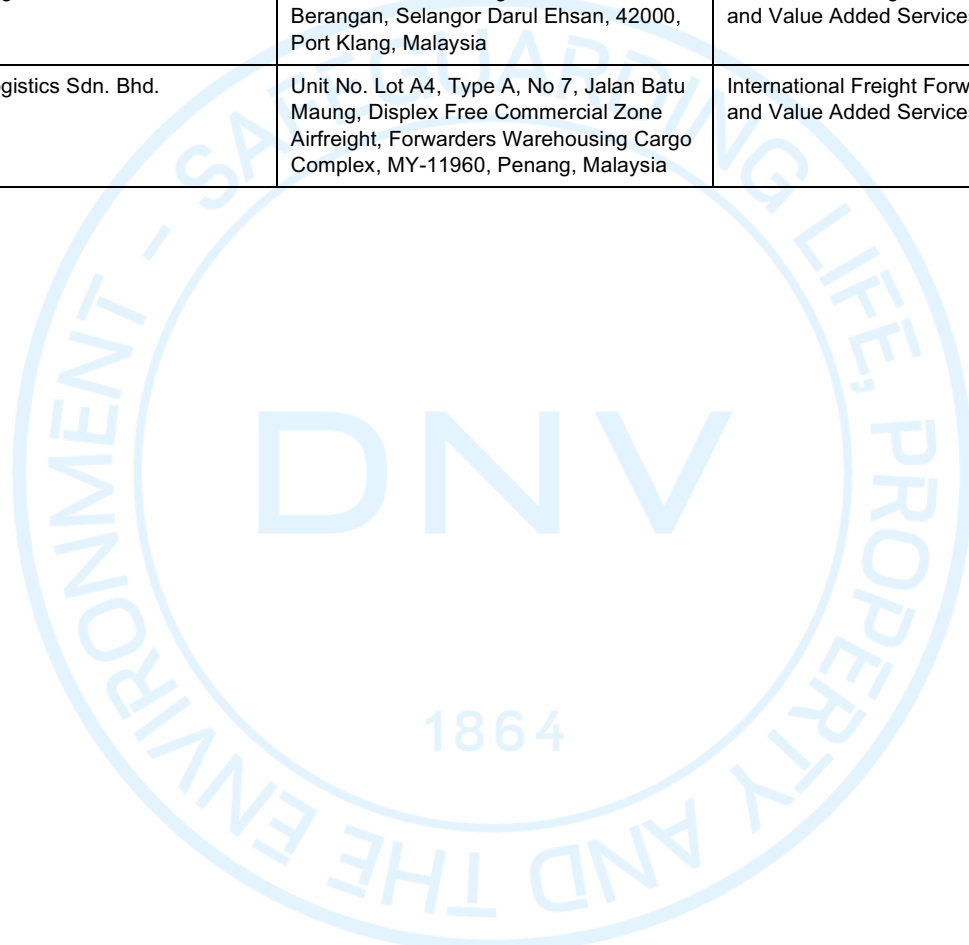 Berangan, Selangor Darul Ehsan, 42000,
and Value Added Service
Port Klang, Malaysia
gistics Sdn. Bhd.
Unit No. Lot A4, Type A, No 7, Jalan Batu
International Freight Forw
Maung, Displex Free Commercial Zone
and Value Added Service
Airfreight, Forwarders Warehousing Cargo
Complex, MY-11960, Penang, Malaysia
SAFEGUARDING LIFE, PROPERTY AND THE ENVIRONMENT -
DNV
1864